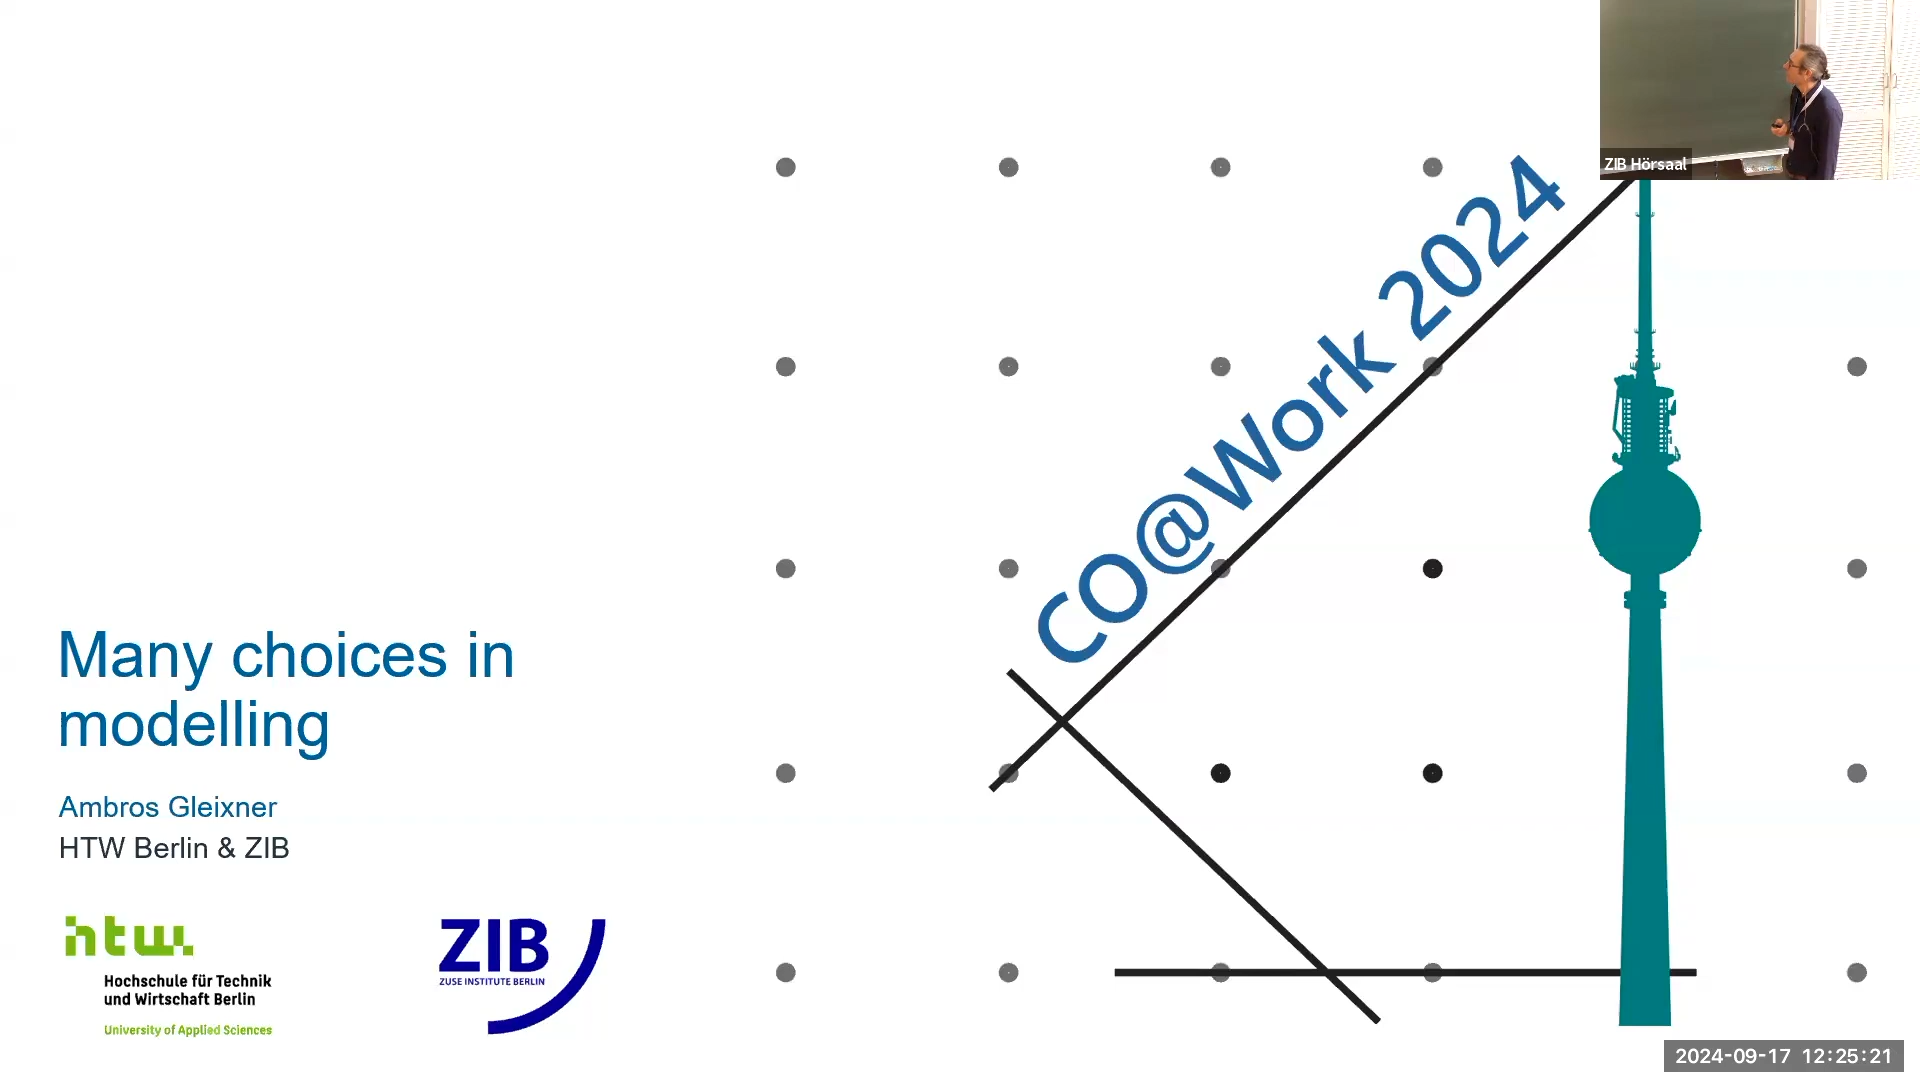 ZIB Hörsaal
CO@Work 2024
Many choices in
modelling
Ambros Gleixner
HTW Berlin & ZIB
htw.
Hochschule für Technik
und Wirtschaft Berlin
University of Applied Sciences
ZIB
ZUSE INSTITUTE BERLIN
2024-09-17 12:25:21